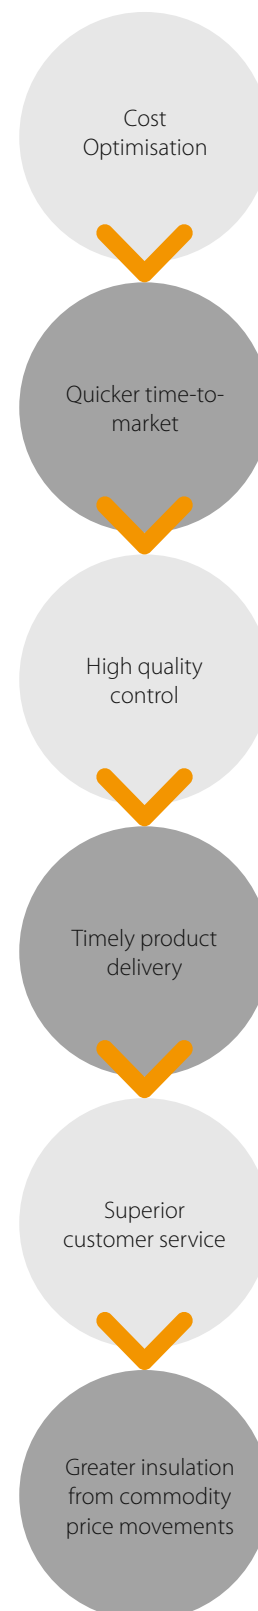 Cost
Optimisation
Quicker time-to-
market
High quality
control
Timely product
delivery
Superior
customer service
Greater insulation
from commodity
price movements